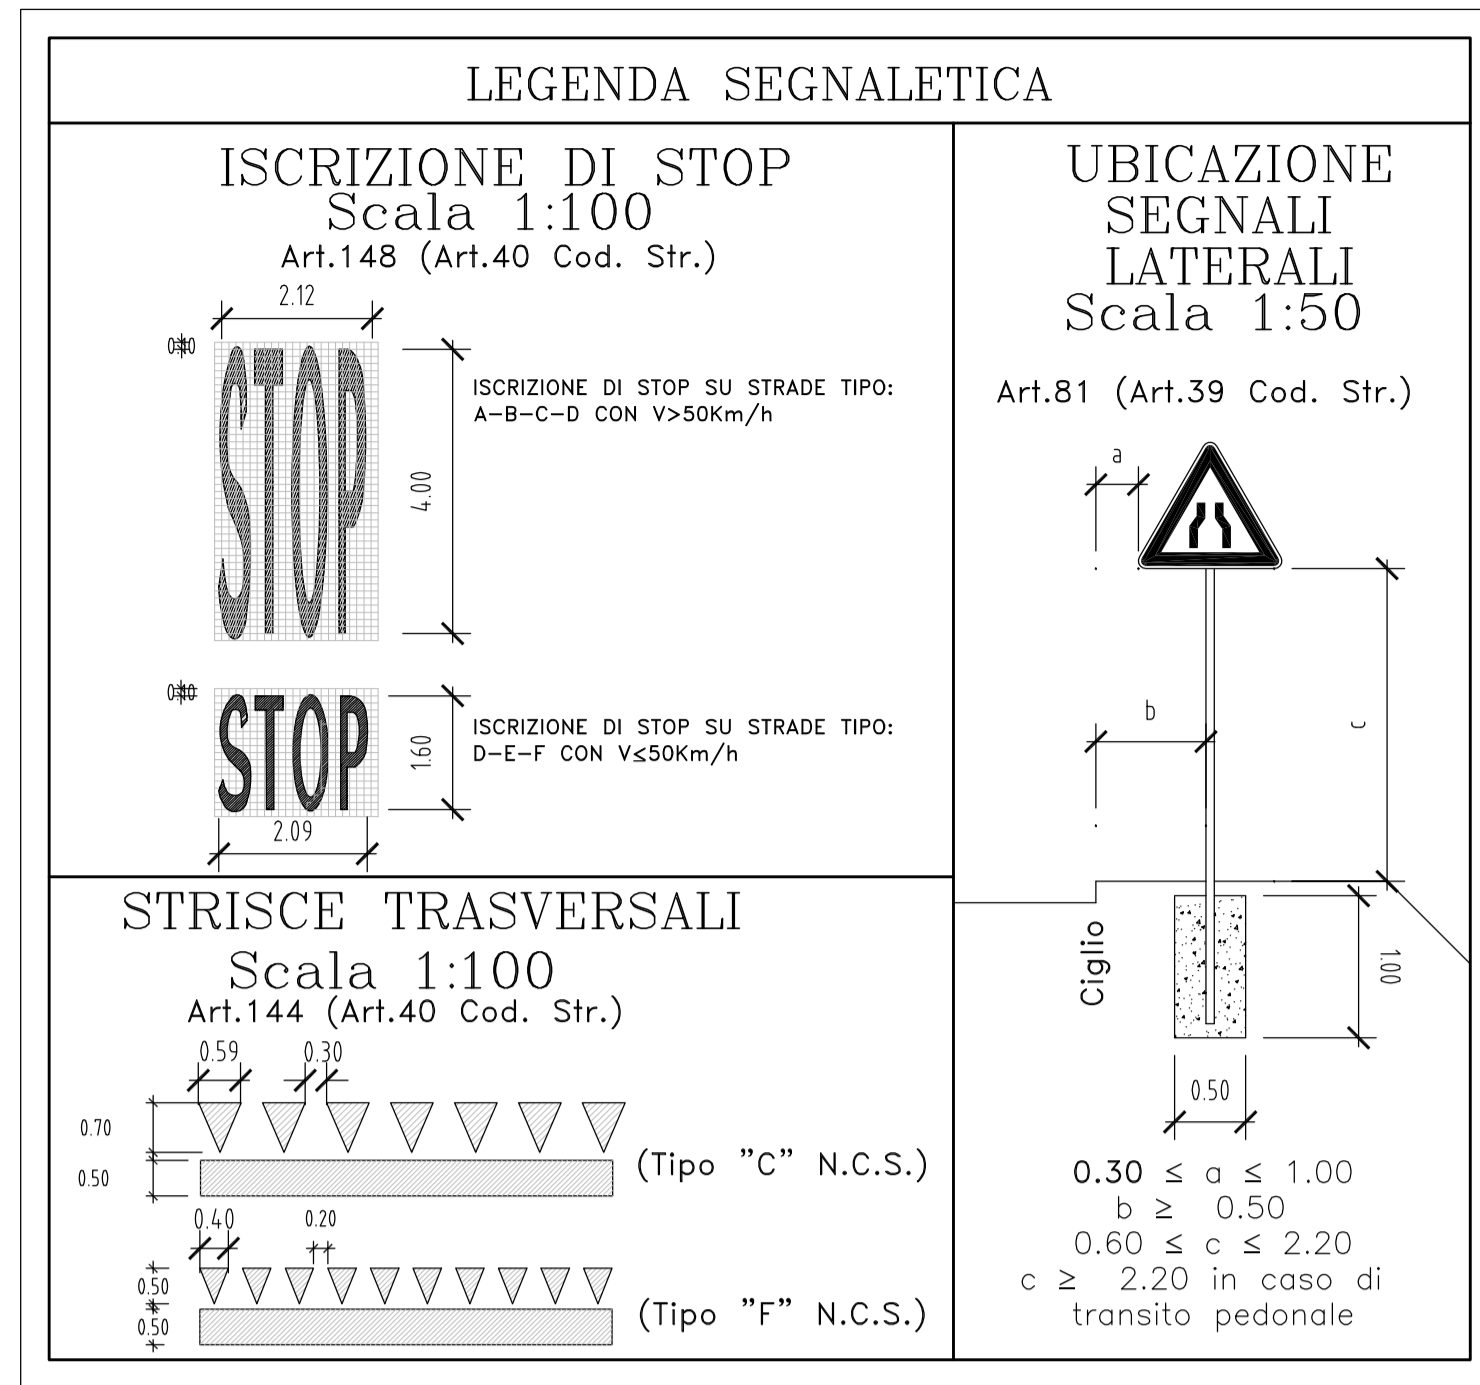 LEGENDA SEGNALETICA
ISCRIZIONE DI STOP
Scala 1:100
Art.148 (Art.40 Cod. Str.)
2.12
STOP
4.00
ISCRIZIONE DI STOP SU STRADE TIPO:
A-B-C-D CON V>50Km/h
STOP
1.60
2.09
ISCRIZIONE DI STOP SU STRADE TIPO:
D-E-F CON V≤50Km/h
STRISCE TRASVERSALI
Scala 1:100
Art.144 (Art.40 Cod. Str.)
0.59 0.30
0.70
0.50
(Tipo "C" N.C.S.)
0.40 0.20
0.50
0.50
(Tipo "F" N.C.S.)
UBICAZIONE
SEGNALI
LATERALI
Scala 1:50
Art.81 (Art.39 Cod. Str.)
a
b
Ciglio
1.00
0.50
0.30 ≤ a ≤ 1.00
b ≥ 0.50
0.60 ≤ c ≤ 2.20
c ≥ 2.20 in caso di
transito pedonale